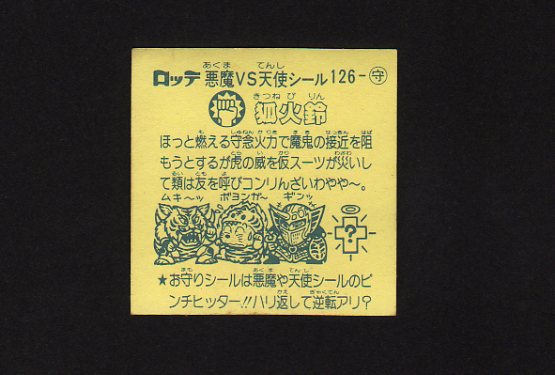 ロッテ 悪魔VS天使シール 126-守
狐火鈴
ほっと燃える守念火力で魔鬼の接近を阻
もうとするが虎の威を仮スーツが災いし
て類は友を呼びコンりんざいわやや〜。
ムキ〜ッ ボヨンガ〜 ギンッ
?
★お守りシールは悪魔や天使シールのピ
ンチヒッター!!ハリ返して逆転アリ?